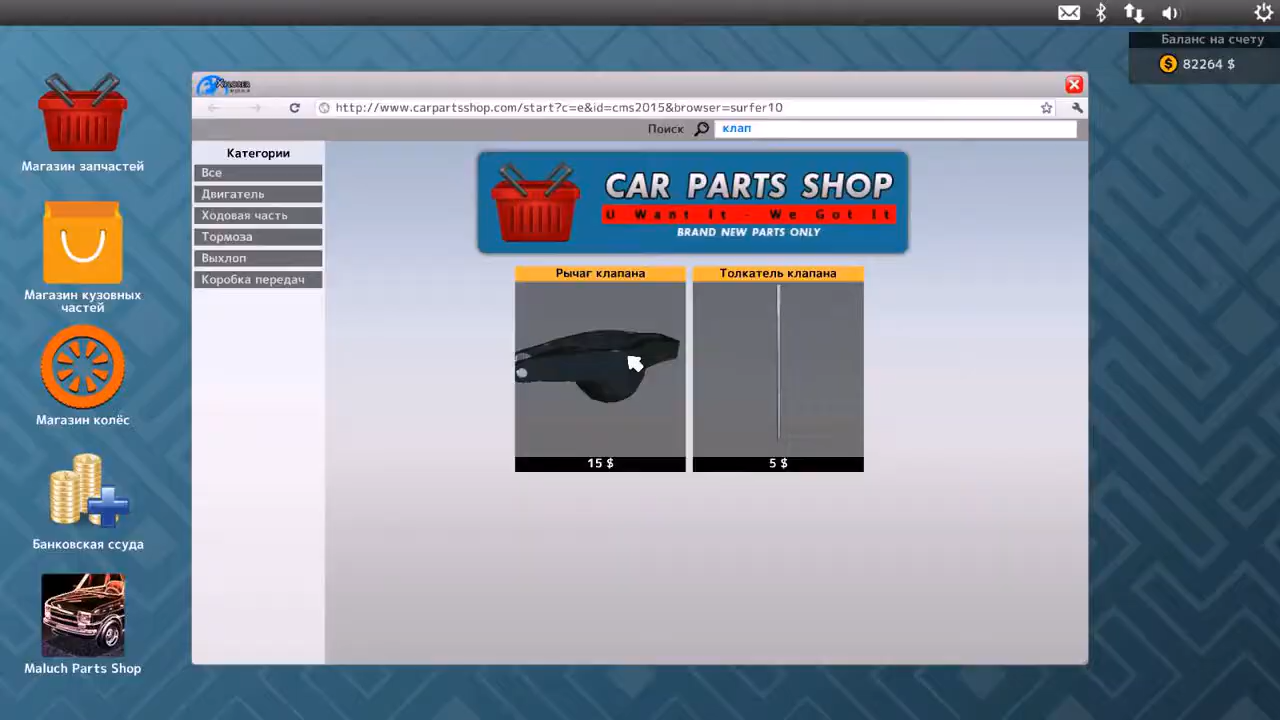 Баланс на счету
82264 $
http://www.carpartsshop.com/start?c=e&id=cms2015&browser=surfer10
Поиск
клап
Категории
Все
Двигатель
Ходовая часть
Тормоза
Выхлоп
Коробка передач
CAR PARTS SHOP
U Want It - We Got It
BRAND NEW PARTS ONLY
Рычаг клапана
Толкатель клапана
15 $
5 $
Магазин запчастей
Магазин кузовных
частей
Магазин колёс
Банковская ссуда
Maluch Parts Shop